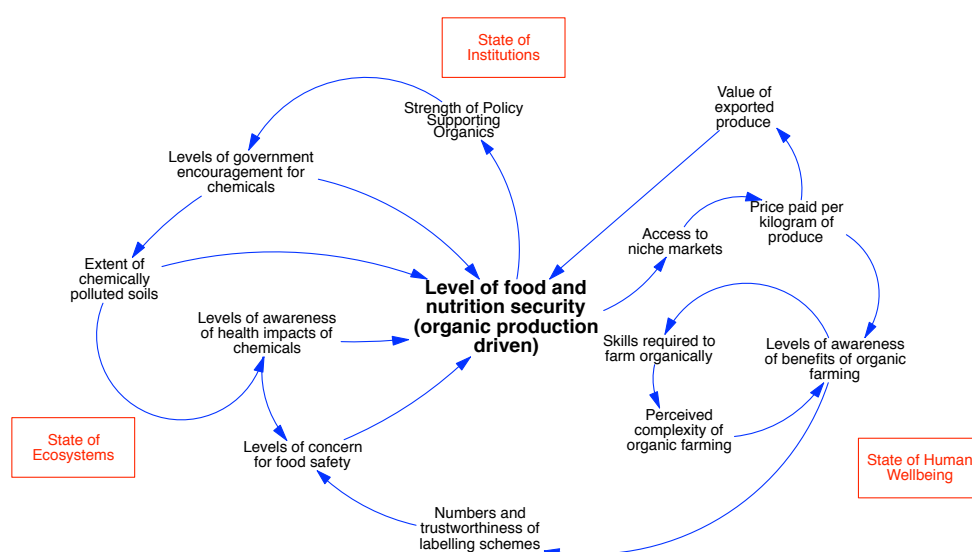 State of
Institutions
Value of
exported
produce
Strength of Policy
Supporting
Organics
Levels of government
encouragement for
chemicals
Price paid per
kilogram of
produce
Access to
niche markets
Extent of
chemically
polluted soils
Level of food and
nutrition security
(organic production
driven)
Levels of awareness
of health impacts of
chemicals
Skills required to
farm organically
Levels of awareness
of benefits of organic
farming
Perceived
complexity of
organic farming
State of
Ecosystems
Levels of concern
for food safety
State of Human
Wellbeing
Numbers and
trustworthiness of
labelling schemes